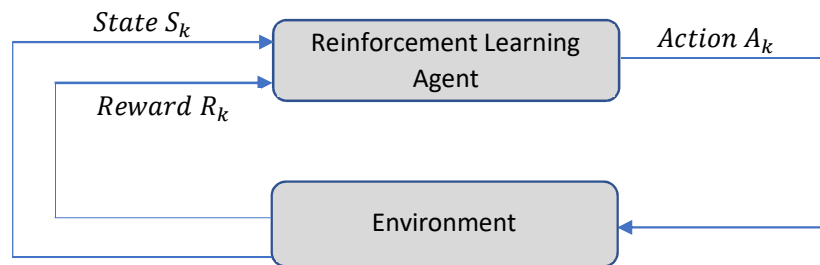 State S_k
Reinforcement Learning
Agent
Action A_k
Reward R_k
Environment